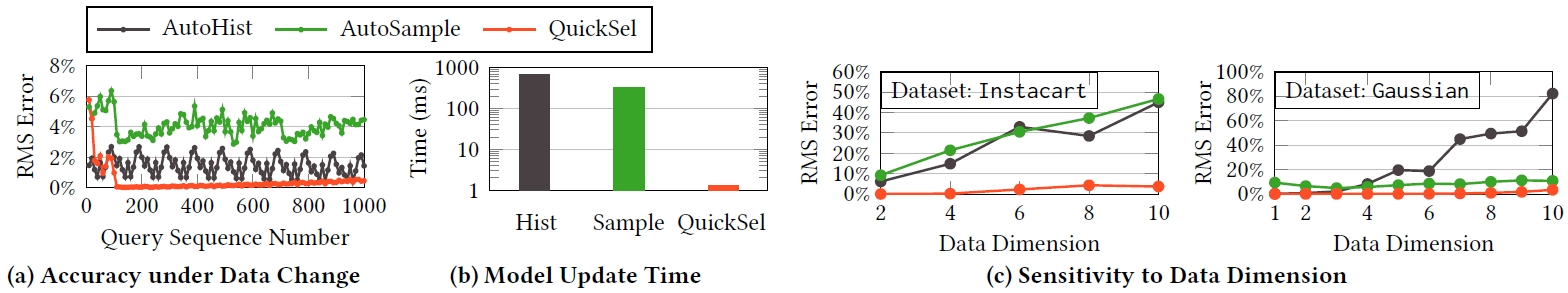 AutoHist AutoSample QuickSel
RMS Error
8%
6%
4%
2%
0%
0 200 400 600 800 1000
Query Sequence Number
(a) Accuracy under Data Change
Time (ms)
1000
100
10
1
Hist Sample QuickSel
(b) Model Update Time
RMS Error
60%
50%
40%
30%
20%
10%
0%
Dataset: Instacart
2 4 6 8 10
Data Dimension
RMS Error
100%
80%
60%
40%
20%
0%
Dataset: Gaussian
1 2 4 6 8 10
Data Dimension
(c) Sensitivity to Data Dimension